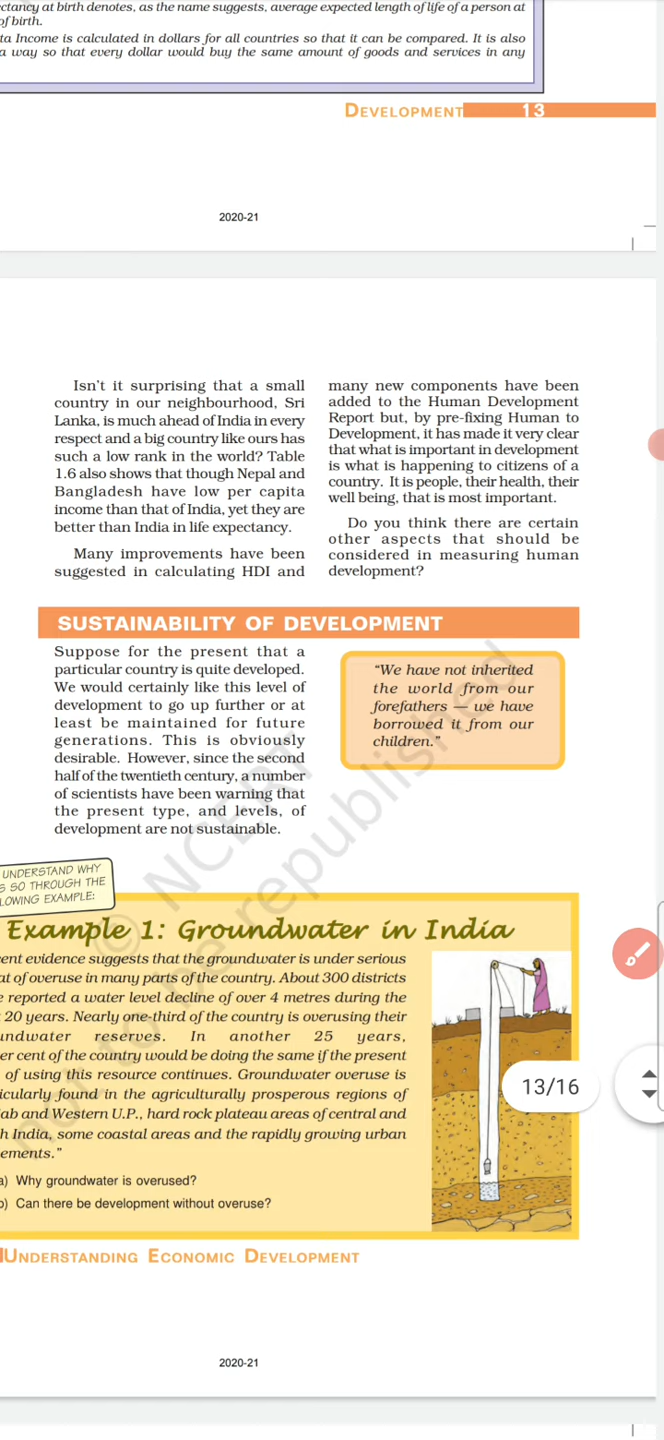 ctancy at birth denotes, as the name suggests, average expected length of life of a person at
of birth.
ta Income is calculated in dollars for all countries so that it can be compared. It is also
a way so that every dollar would buy the same amount of goods and services in any
DEVELOPMENT 13
2020-21
Isn't it surprising that a small
country in our neighbourhood, Sri
Lanka, is much ahead of India in every
respect and a big country like ours has
such a low rank in the world? Table
1.6 also shows that though Nepal and
Bangladesh have low per capita
income than that of India, yet they are
better than India in life expectancy.
Many improvements have been
suggested in calculating HDI and
many new components have been
added to the Human Development
Report but, by pre-fixing Human to
Development, it has made it very clear
that what is important in development
is what is happening to citizens of a
country. It is people, their health, their
well being, that is most important.
Do you think there are certain
other aspects that should be
considered in measuring human
development?
SUSTAINABILITY OF DEVELOPMENT
Suppose for the present that a
particular country is quite developed.
We would certainly like this level of
development to go up further or at
least be maintained for future
generations. This is obviously
desirable. However, since the second
half of the twentieth century, a number
of scientists have been warning that
the present type, and levels, of
development are not sustainable.
"We have not inherited
the world from our
forefathers — we have
borrowed it from our
children."
© NCERT
not to be republished
UNDERSTAND WHY
S SO THROUGH THE
LOWING EXAMPLE:
Example 1: Groundwater in India
cent evidence suggests that the groundwater is under serious
at of overuse in many parts of the country. About 300 districts
e reported a water level decline of over 4 metres during the
20 years. Nearly one-third of the country is overusing their
undwater reserves. In another 25 years,
er cent of the country would be doing the same if the present
of using this resource continues. Groundwater overuse is
icularly found in the agriculturally prosperous regions of
ab and Western U.P., hard rock plateau areas of central and
h India, some coastal areas and the rapidly growing urban
ements."
a) Why groundwater is overused?
b) Can there be development without overuse?
13/16
UNDERSTANDING ECONOMIC DEVELOPMENT
2020-21